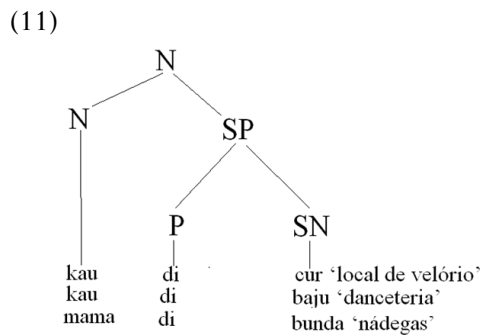 (11)
N
N
SP
P SN
kau di cur ‘local de velório’
kau di baju ‘danceteria’
mama di bunda ‘nádegas’